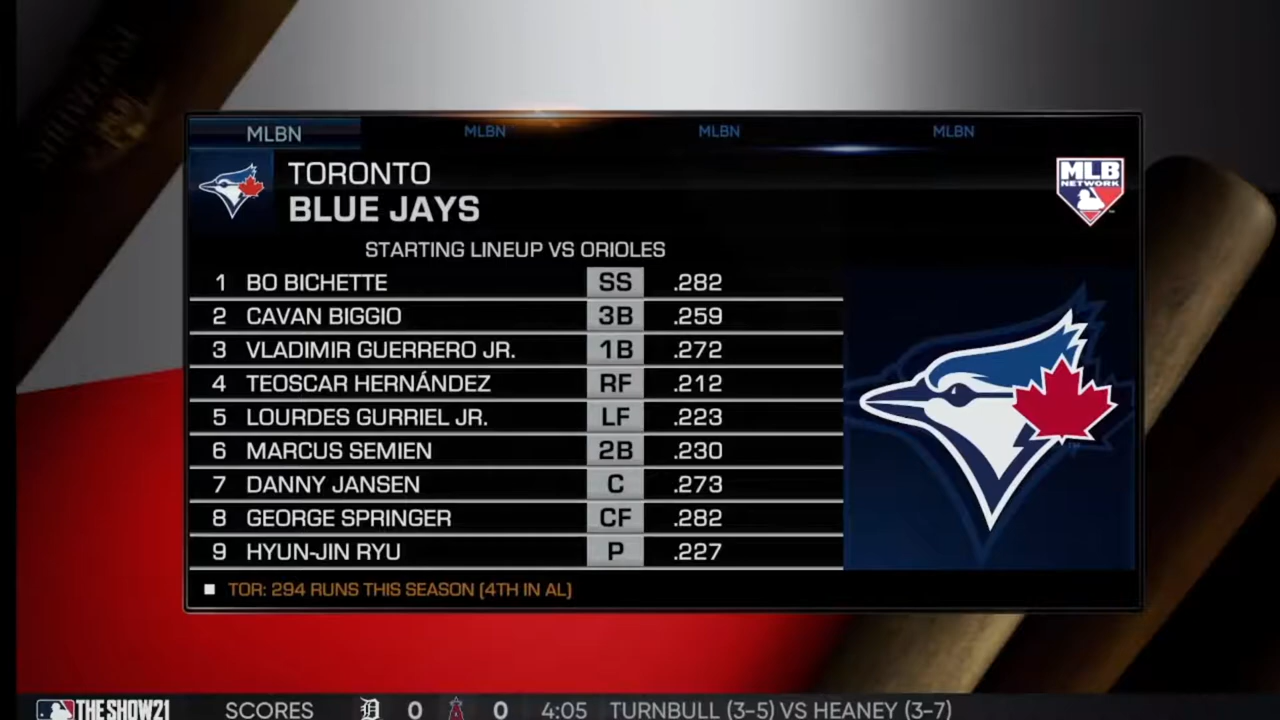 MLBN MLBN MLBN MLBN
TORONTO
BLUE JAYS
MLB
NETWORK
STARTING LINEUP VS ORIOLES
1 BO BICHETTE SS .282
2 CAVAN BIGGIO 3B .259
3 VLADIMIR GUERRERO JR. 1B .272
4 TEOSCAR HERNÁNDEZ RF .212
5 LOURDES GURRIEL JR. LF .223
6 MARCUS SEMIEN 2B .230
7 DANNY JANSEN C .273
8 GEORGE SPRINGER CF .282
9 HYUN-JIN RYU P .227
TOR: 294 RUNS THIS SEASON (4TH IN AL)
THE SHOW21 SCORES D 0 A 0 4:05 TURNBULL (3-5) VS HEANEY (3-7)